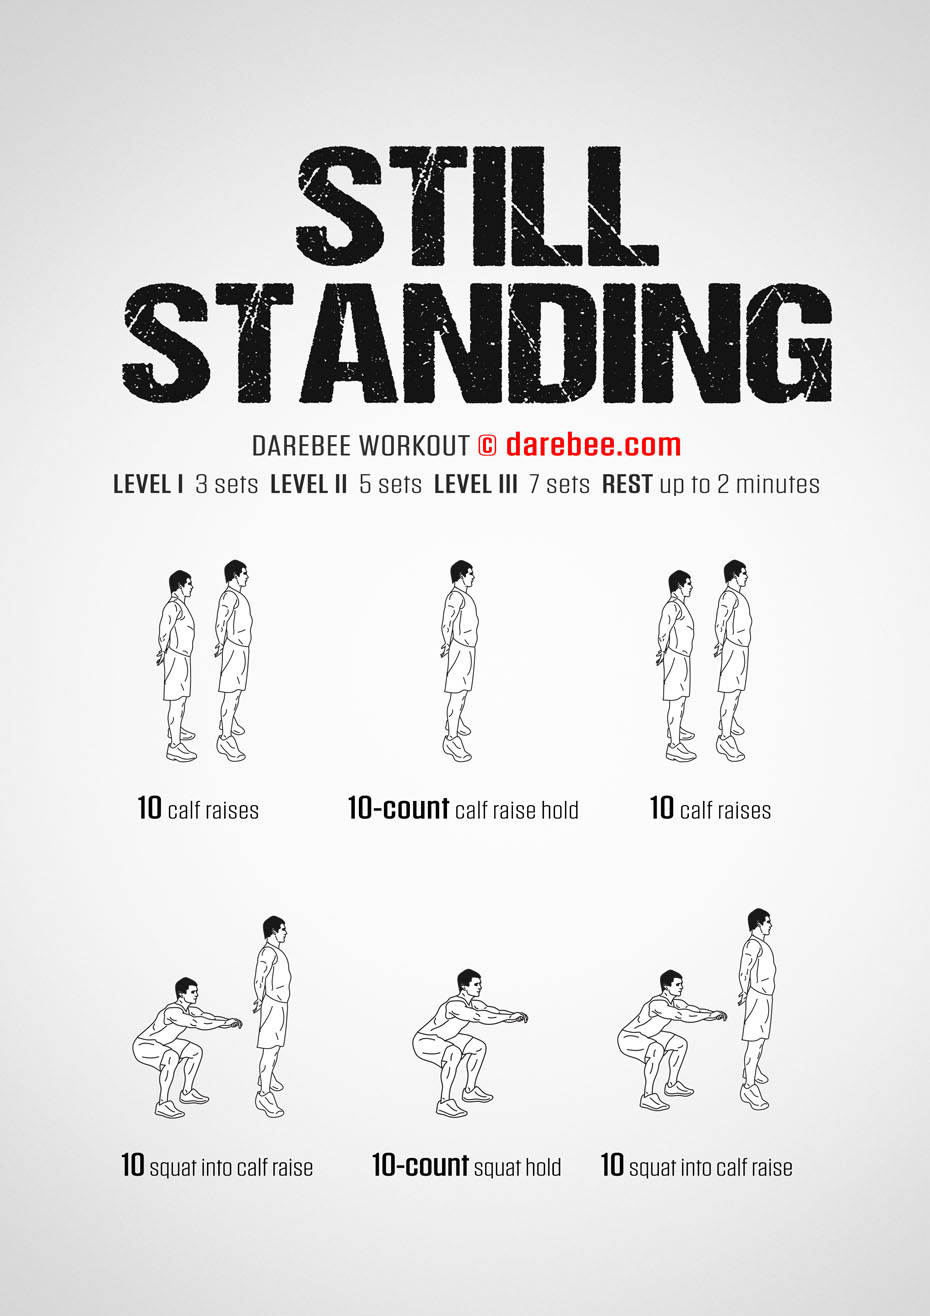 STILL
STANDING
DAREBEE WORKOUT © darebee.com
LEVEL I 3 sets LEVEL II 5 sets LEVEL III 7 sets REST up to 2 minutes
10 calf raises
10-count calf raise hold
10 calf raises
10 squat into calf raise
10-count squat hold
10 squat into calf raise